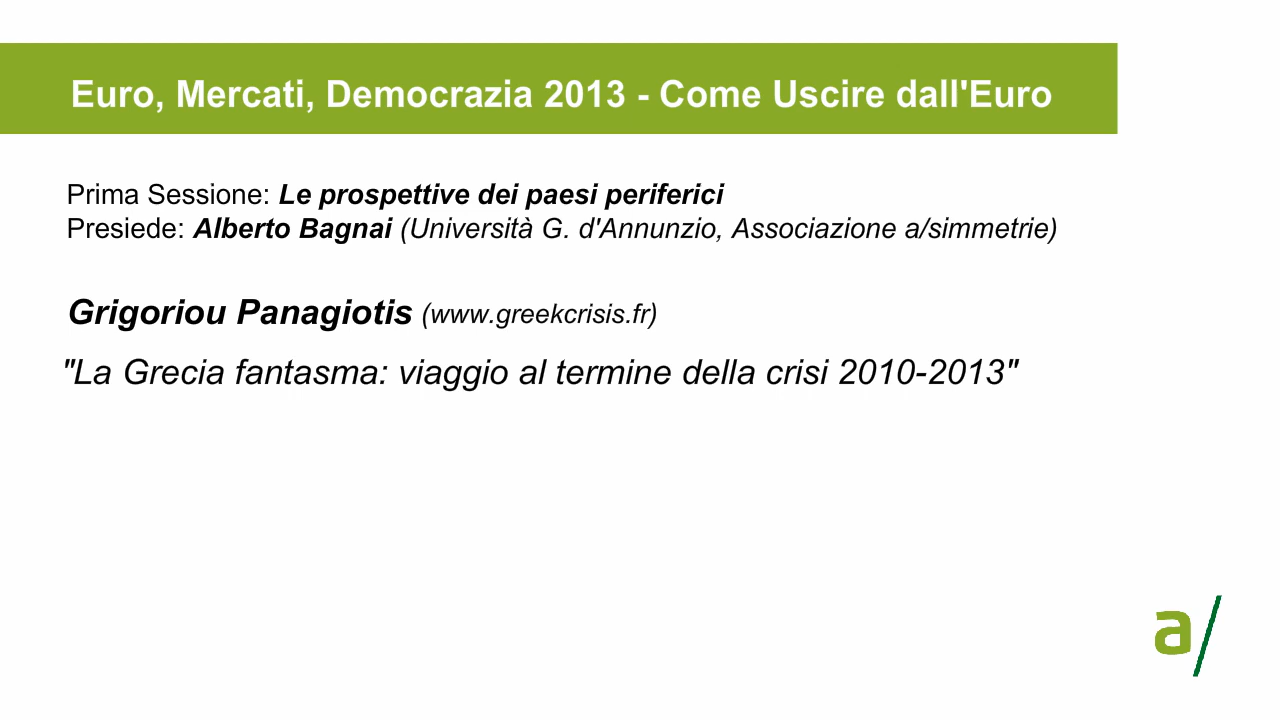 Euro, Mercati, Democrazia 2013 - Come Uscire dall'Euro
Prima Sessione: Le prospettive dei paesi periferici
Presiede: Alberto Bagnai (Università G. d'Annunzio, Associazione a/simmetrie)
Grigoriou Panagiotis (www.greekcrisis.fr)
"La Grecia fantasma: viaggio al termine della crisi 2010-2013"
a/